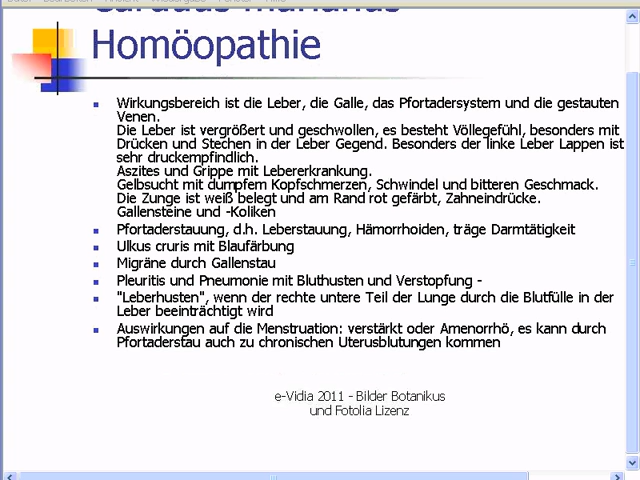 Carduus Marianus
Homöopathie
Wirkungsbereich ist die Leber, die Galle, das Pfortadersystem und die gestauten
Venen.
Die Leber ist vergrößert und geschwollen, es besteht Völlegefühl, besonders mit
Drücken und Stechen in der Leber Gegend. Besonders der linke Leber Lappen ist
sehr druckempfindlich.
Aszites und Grippe mit Lebererkrankung.
Gelbsucht mit dumpfem Kopfschmerzen, Schwindel und bitteren Geschmack.
Die Zunge ist weiß belegt und am Rand rot gefärbt, Zahneindrücke.
Gallensteine und -Koliken
Pfortaderstauung, d.h. Leberstauung, Hämorrhoiden, träge Darmtätigkeit
Ulkus cruris mit Blaufärbung
Migräne durch Gallenstau
Pleuritis und Pneumonie mit Bluthusten und Verstopfung -
"Leberhusten", wenn der rechte untere Teil der Lunge durch die Blutfülle in der
Leber beeinträchtigt wird
Auswirkungen auf die Menstruation: verstärkt oder Amenorrhö, es kann durch
Pfortaderstau auch zu chronischen Uterusblutungen kommen
e-Vidia 2011 - Bilder Botanikus
und Fotolia Lizenz